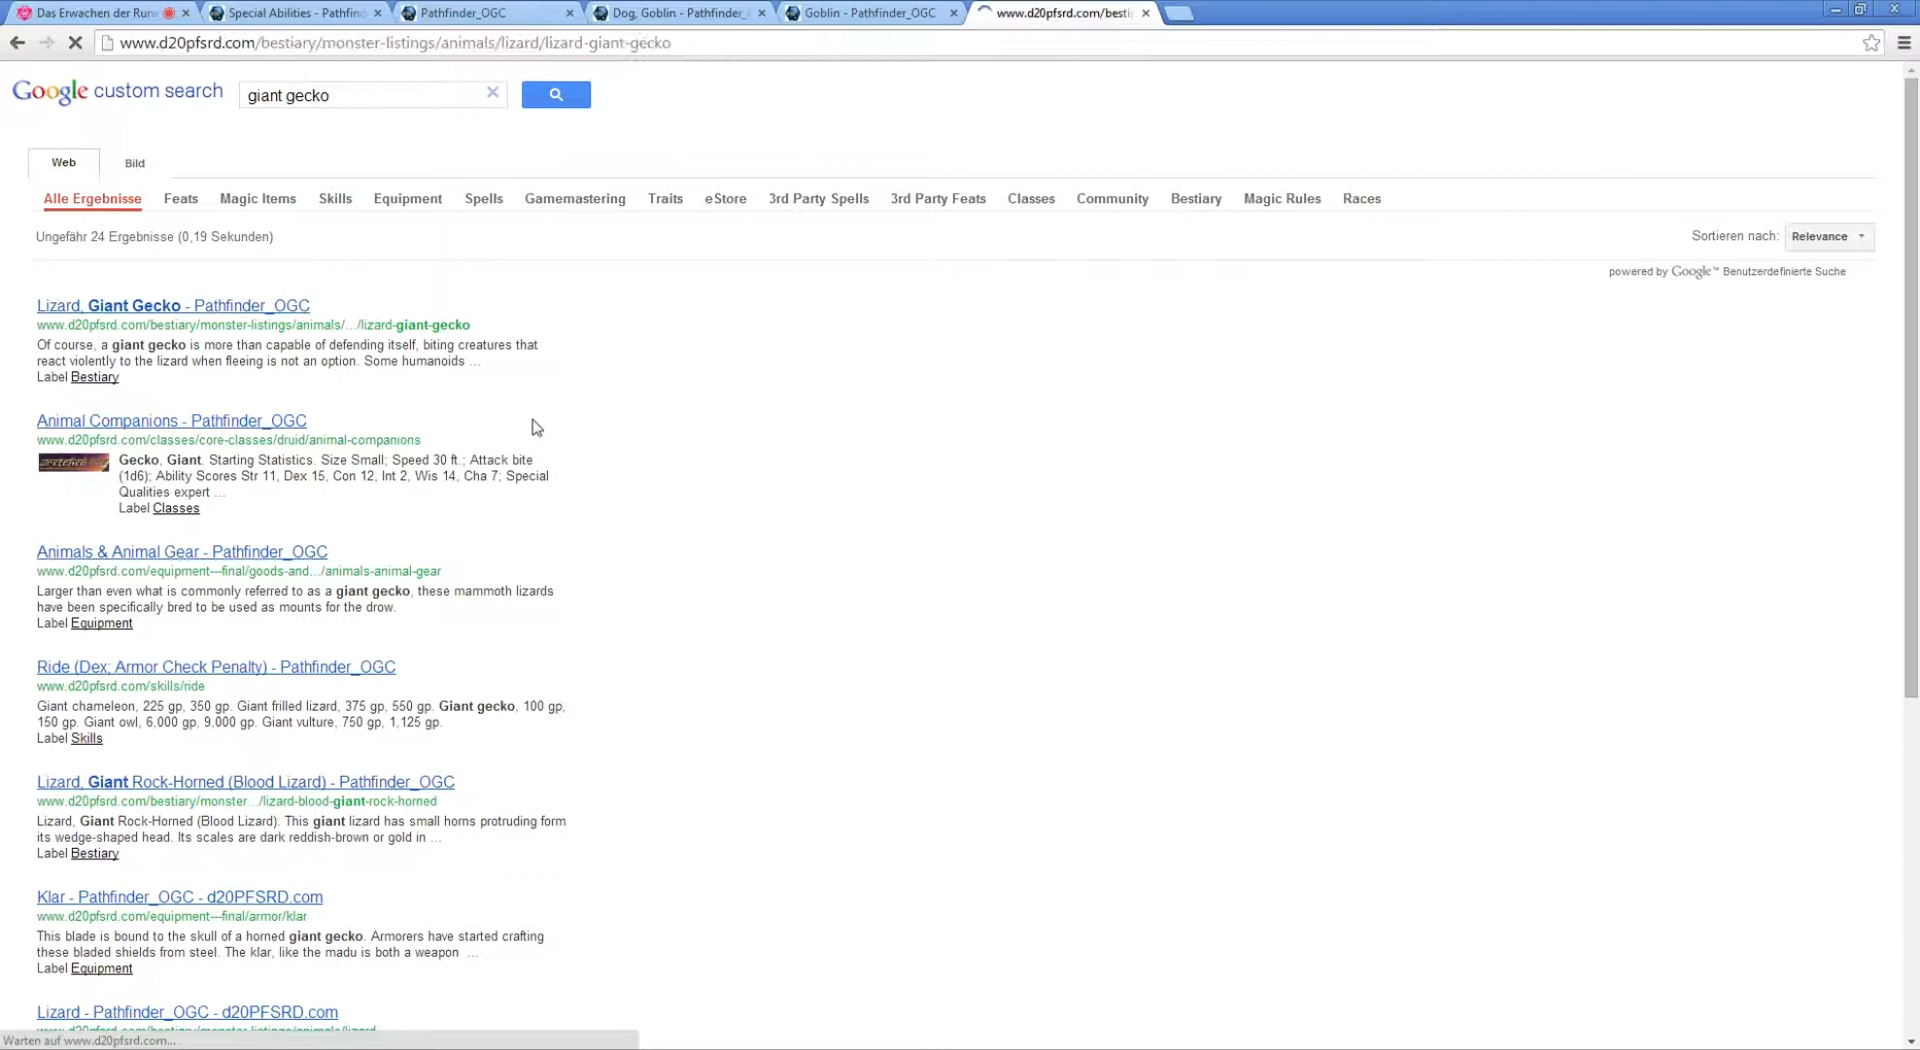 Das Erwachen der Rune
Special Abilities - Pathfind
Pathfinder_OGC
Dog, Goblin - Pathfinder_
Goblin - Pathfinder_OGC
www.d20pfsrd.com/besti
www.d20pfsrd.com/bestiary/monster-listings/animals/lizard/lizard-giant-gecko
Google custom search
giant gecko
Web
Bild
Alle Ergebnisse
Feats
Magic Items
Skills
Equipment
Spells
Gamemastering
Traits
eStore
3rd Party Spells
3rd Party Feats
Classes
Community
Bestiary
Magic Rules
Races
Ungefähr 24 Ergebnisse (0,19 Sekunden)
Sortieren nach:
Relevance
powered by Google™ Benutzerdefinierte Suche
Lizard, Giant Gecko - Pathfinder_OGC
www.d20pfsrd.com/bestiary/monster-listings/animals/.../lizard-giant-gecko
Of course, a giant gecko is more than capable of defending itself, biting creatures that
react violently to the lizard when fleeing is not an option. Some humanoids ...
Label Bestiary
Animal Companions - Pathfinder_OGC
www.d20pfsrd.com/classes/core-classes/druid/animal-companions
Gecko, Giant. Starting Statistics. Size Small; Speed 30 ft.; Attack bite
(1d6); Ability Scores Str 11, Dex 15, Con 12, Int 2, Wis 14, Cha 7; Special
Qualities expert ...
Label Classes
Animals & Animal Gear - Pathfinder_OGC
www.d20pfsrd.com/equipment---final/goods-and.../animals-animal-gear
Larger than even what is commonly referred to as a giant gecko, these mammoth lizards
have been specifically bred to be used as mounts for the drow.
Label Equipment
Ride (Dex; Armor Check Penalty) - Pathfinder_OGC
www.d20pfsrd.com/skills/ride
Giant chameleon, 225 gp, 350 gp. Giant frilled lizard, 375 gp, 550 gp. Giant gecko, 100 gp,
150 gp. Giant owl, 6,000 gp, 9,000 gp. Giant vulture, 750 gp, 1,125 gp.
Label Skills
Lizard, Giant Rock-Horned (Blood Lizard) - Pathfinder_OGC
www.d20pfsrd.com/bestiary/monster.../lizard-blood-giant-rock-horned
Lizard, Giant Rock-Horned (Blood Lizard). This giant lizard has small horns protruding form
its wedge-shaped head. Its scales are dark reddish-brown or gold in ...
Label Bestiary
Klar - Pathfinder_OGC - d20PFSRD.com
www.d20pfsrd.com/equipment---final/armor/klar
This blade is bound to the skull of a horned giant gecko. Armorers have started crafting
these bladed shields from steel. The klar, like the madu is both a weapon ...
Label Equipment
Lizard - Pathfinder_OGC - d20PFSRD.com
www.d20pfsrd.com/bestiary/monster-listings/animals/lizard
Warten auf www.d20pfsrd.com...